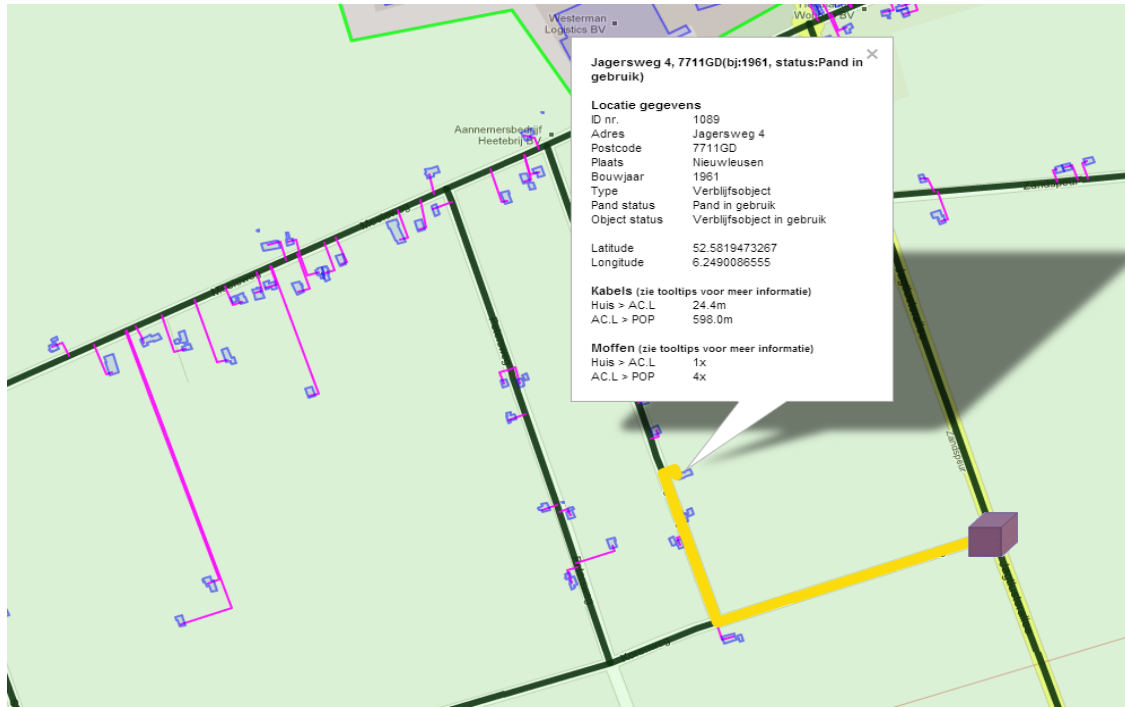 Westerman
Logistics BV
Aannemersbedrijf
Heetebrij BV
Jagersweg 4, 7711GD(bj:1961, status:Pand in
gebruik)
Locatie gegevens
ID nr. 1089
Adres Jagersweg 4
Postcode 7711GD
Plaats Nieuwleusen
Bouwjaar 1961
Type Verblijfsobject
Pand status Pand in gebruik
Object status Verblijfsobject in gebruik
Latitude 52.5819473267
Longitude 6.2490086555
Kabels (zie tooltips voor meer informatie)
Huis > AC.L 24.4m
AC.L > POP 598.0m
Moffen (zie tooltips voor meer informatie)
Huis > AC.L 1x
AC.L > POP 4x
Zandspeur
Zandspeur